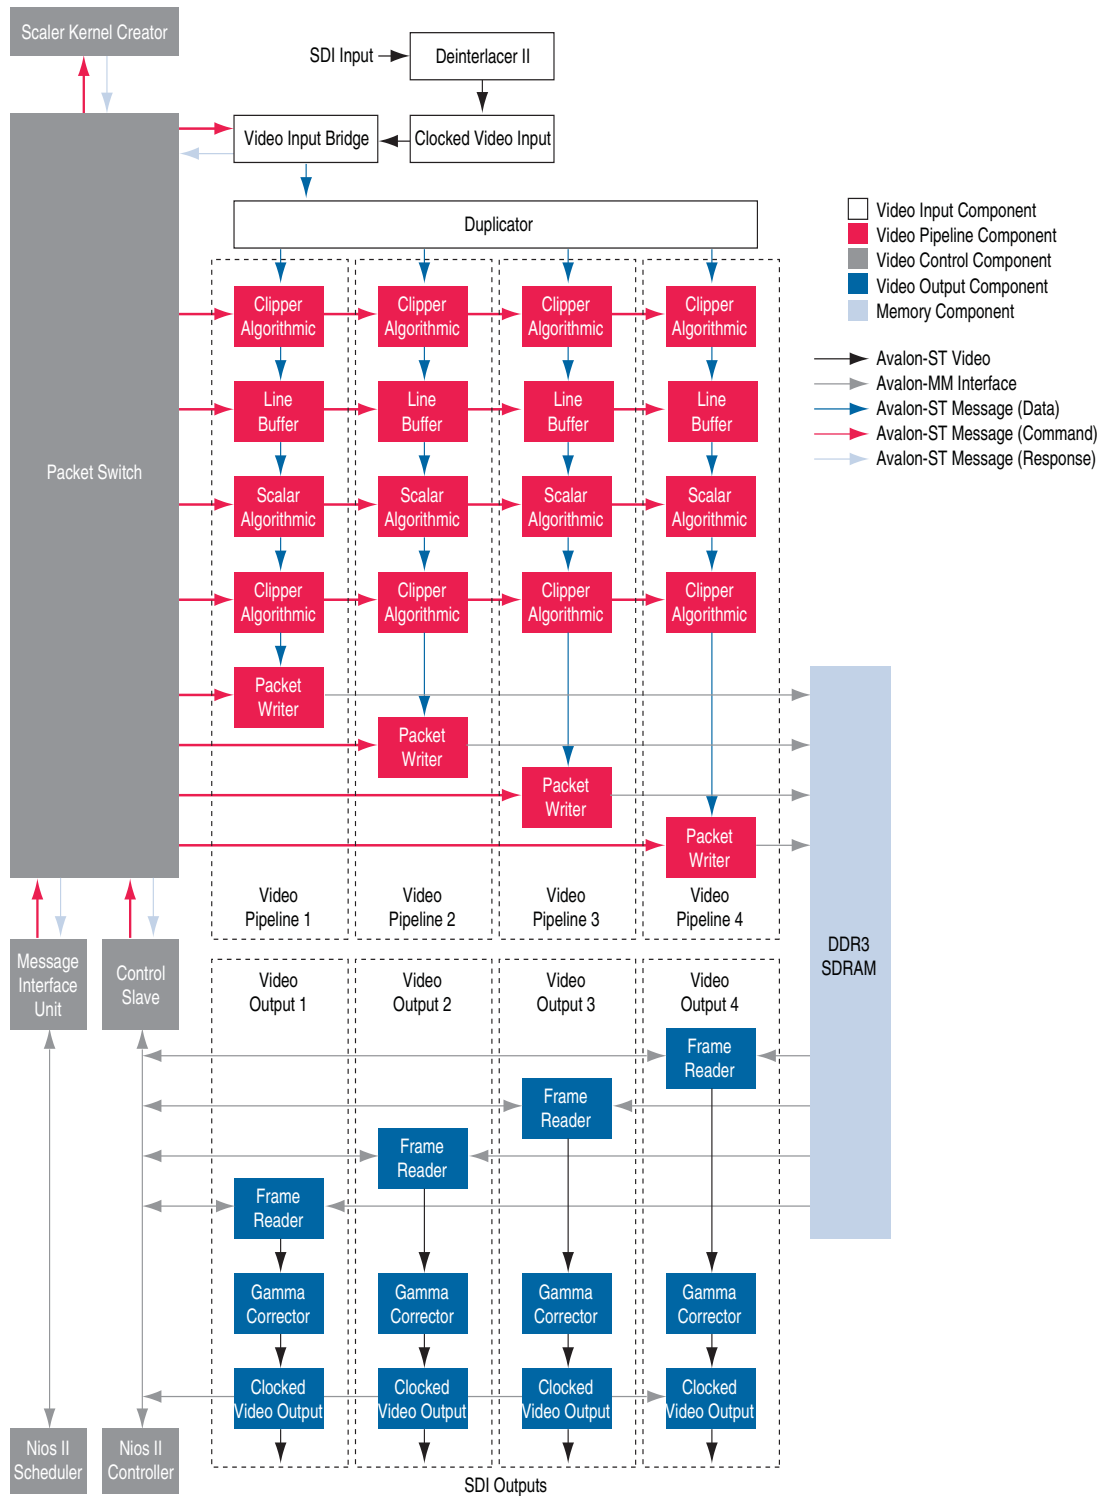 Scaler Kernel Creator
SDI Input
Deinterlacer II
Video Input Bridge
Clocked Video Input
Duplicator
Video Input Component
Video Pipeline Component
Video Control Component
Video Output Component
Memory Component
Avalon-ST Video
Avalon-MM Interface
Avalon-ST Message (Data)
Avalon-ST Message (Command)
Avalon-ST Message (Response)
Packet Switch
Clipper
Algorithmic
Clipper
Algorithmic
Clipper
Algorithmic
Clipper
Algorithmic
Line
Buffer
Line
Buffer
Line
Buffer
Line
Buffer
Scalar
Algorithmic
Scalar
Algorithmic
Scalar
Algorithmic
Scalar
Algorithmic
Clipper
Algorithmic
Clipper
Algorithmic
Clipper
Algorithmic
Clipper
Algorithmic
Packet
Writer
Packet
Writer
Packet
Writer
Packet
Writer
Video
Pipeline 1
Video
Pipeline 2
Video
Pipeline 3
Video
Pipeline 4
DDR3
SDRAM
Message
Interface
Unit
Control
Slave
Video
Output 1
Video
Output 2
Video
Output 3
Video
Output 4
Frame
Reader
Frame
Reader
Frame
Reader
Frame
Reader
Gamma
Corrector
Gamma
Corrector
Gamma
Corrector
Gamma
Corrector
Clocked
Video Output
Clocked
Video Output
Clocked
Video Output
Clocked
Video Output
Nios II
Scheduler
Nios II
Controller
SDI Outputs